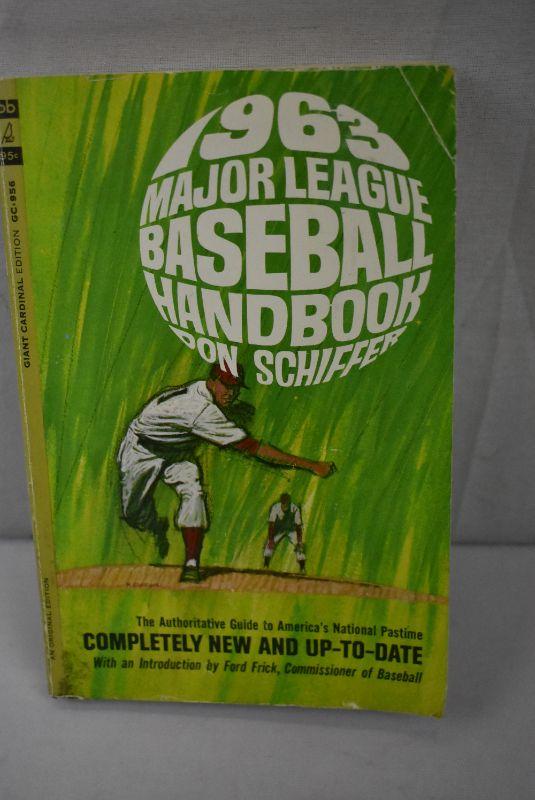 1963
MAJOR LEAGUE
BASEBALL
HANDBOOK
DON SCHIFFER
The Authoritative Guide to America's National Pastime
COMPLETELY NEW AND UP-TO-DATE
With an Introduction by Ford Frick, Commissioner of Baseball
95c
GIANT CARDINAL EDITION GC·956
AN ORIGINAL EDITION